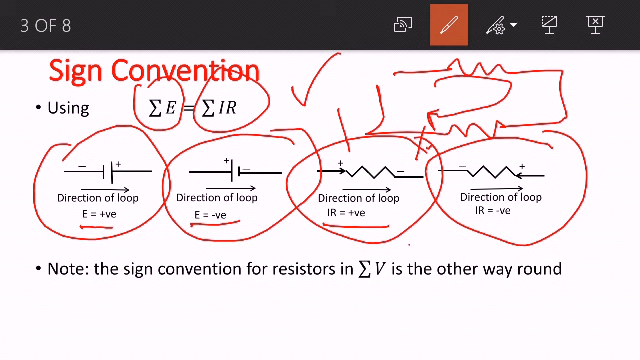 3 OF 8
Sign Convention
• Using ∑ E = ∑ IR
− + + − + − − +
Direction of loop Direction of loop Direction of loop Direction of loop
E = +ve E = -ve IR = +ve IR = -ve
• Note: the sign convention for resistors in ∑ V is the other way round